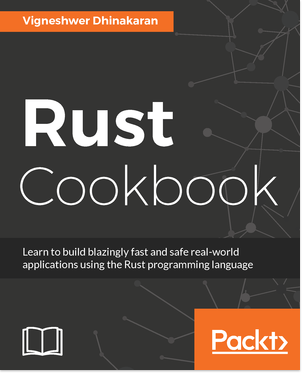 Vigneshwer Dhinakaran
Rust
Cookbook
Learn to build blazingly fast and safe real-world
applications using the Rust programming language
Packt>